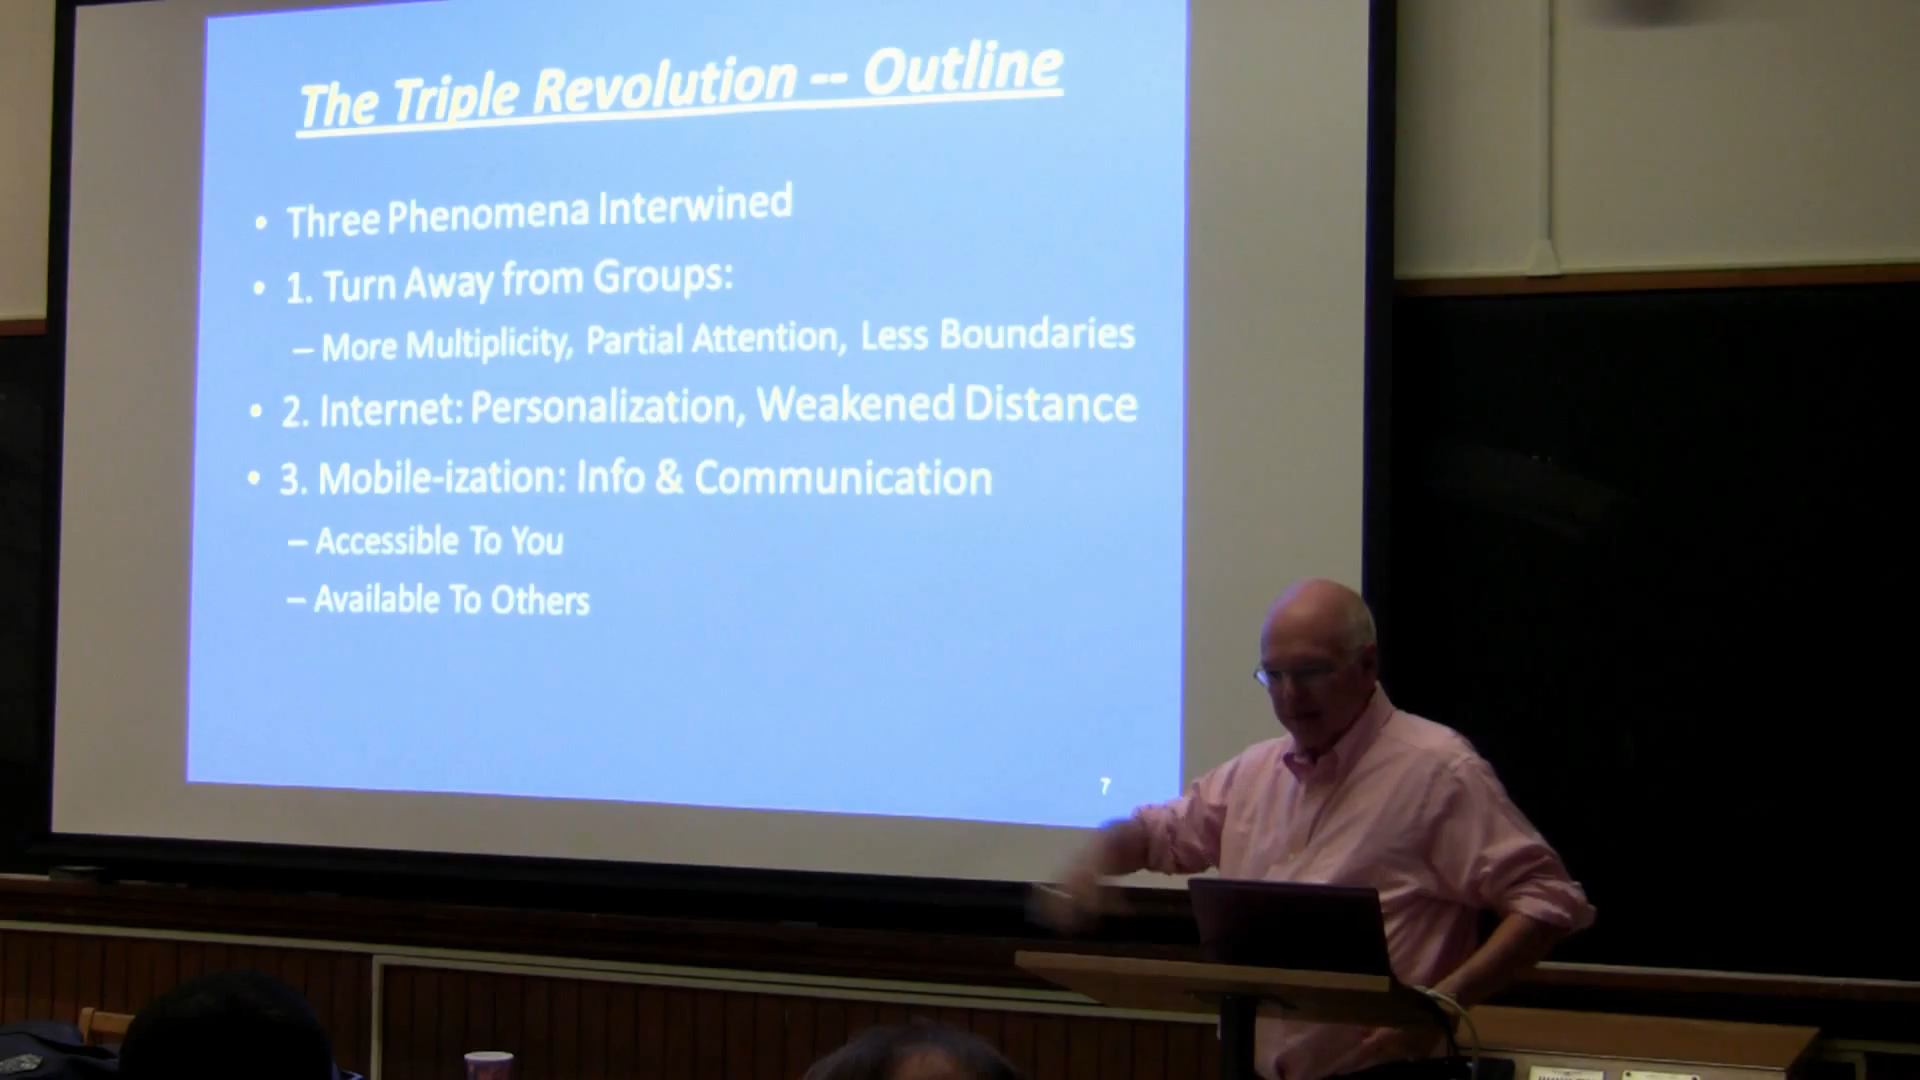 The Triple Revolution -- Outline
• Three Phenomena Interwined
• 1. Turn Away from Groups:
– More Multiplicity, Partial Attention, Less Boundaries
• 2. Internet: Personalization, Weakened Distance
• 3. Mobile-ization: Info & Communication
– Accessible To You
– Available To Others
7